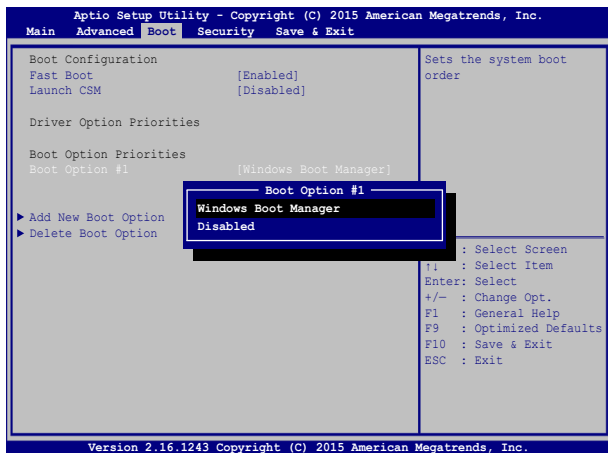 Aptio Setup Utility - Copyright (C) 2015 American Megatrends, Inc.
Main Advanced Boot Security Save & Exit
Boot Configuration
Fast Boot [Enabled]
Launch CSM [Disabled]
Driver Option Priorities
Boot Option Priorities
Boot Option #1 [Windows Boot Manager]
Add New Boot Option
Delete Boot Option
Boot Option #1
Windows Boot Manager
Disabled
Sets the system boot
order
: Select Screen
↑↓ : Select Item
Enter: Select
+/— : Change Opt.
F1 : General Help
F9 : Optimized Defaults
F10 : Save & Exit
ESC : Exit
Version 2.16.1243 Copyright (C) 2015 American Megatrends, Inc.